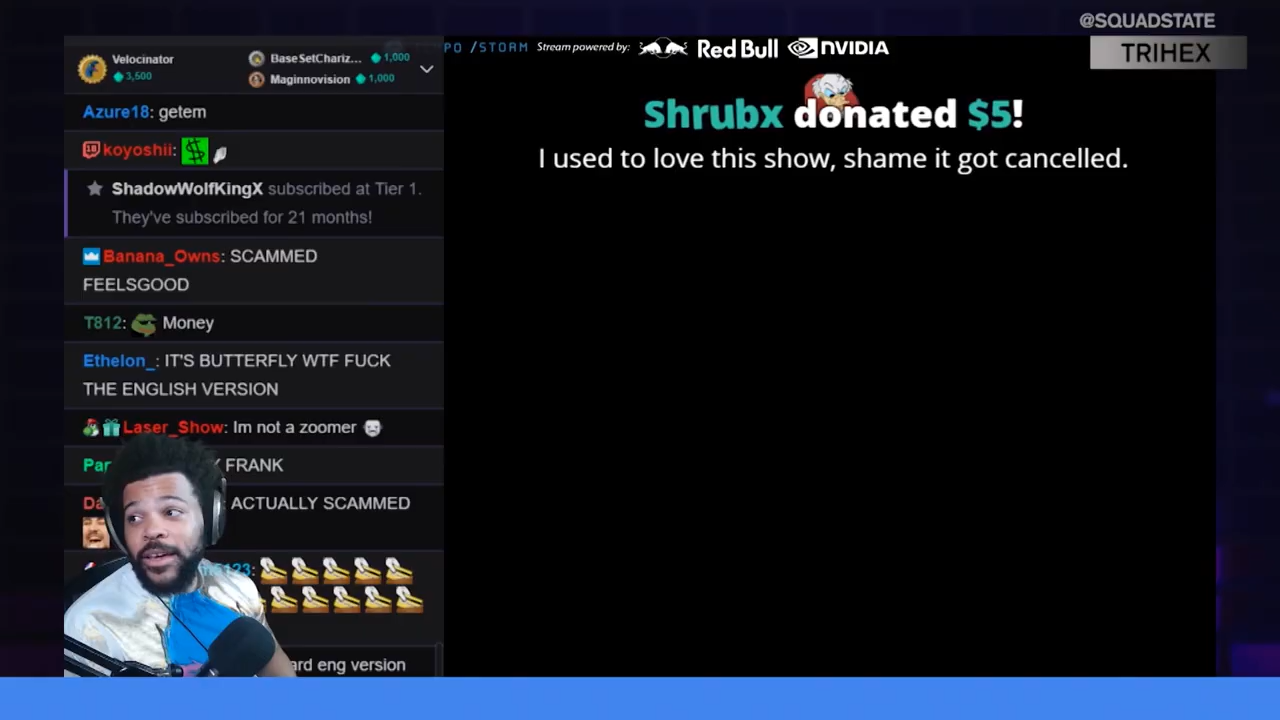 @SQUADSTATE
TRIHEX
PO /STORM Stream powered by: Red Bull NVIDIA
Velocinator
3,500
BaseSetChariz... 1,000
Maginnovision 1,000
Shrubx donated $5!
I used to love this show, shame it got cancelled.
Azure18: getem
koyoshii:
ShadowWolfKingX subscribed at Tier 1.
They've subscribed for 21 months!
Banana_Owns: SCAMMED
FEELSGOOD
T812: Money
Ethelon_: IT'S BUTTERFLY WTF FUCK
THE ENGLISH VERSION
Laser_Show: Im not a zoomer
FRANK
ACTUALLY SCAMMED
5123:
eng version